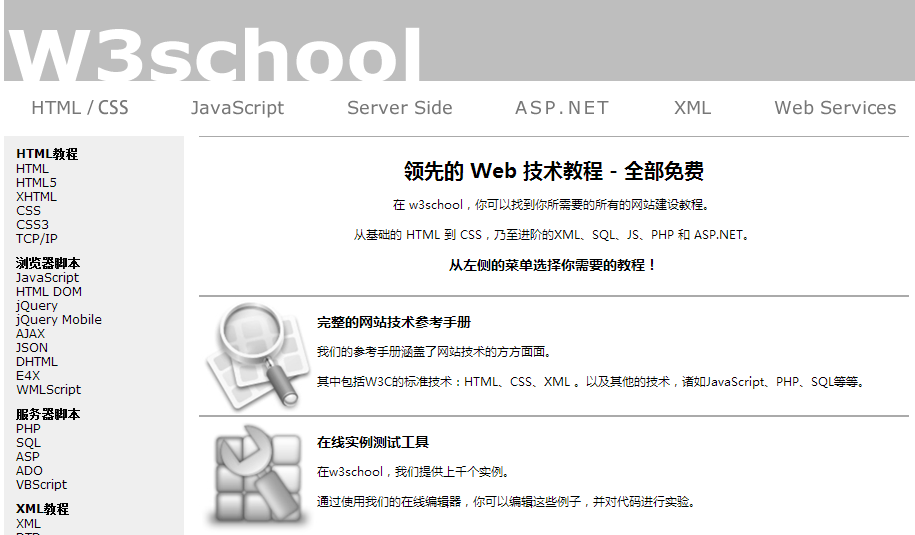 W3school
HTML / CSS
JavaScript
Server Side
ASP.NET
XML
Web Services
HTML教程
HTML
HTML5
XHTML
CSS
CSS3
TCP/IP
浏览器脚本
JavaScript
HTML DOM
jQuery
jQuery Mobile
AJAX
JSON
DHTML
E4X
WMLScript
服务器脚本
PHP
SQL
ASP
ADO
VBScript
XML教程
XML
领先的 Web 技术教程 - 全部免费
在 w3school，你可以找到你所需要的所有的网站建设教程。
从基础的 HTML 到 CSS，乃至进阶的XML、SQL、JS、PHP 和 ASP.NET。
从左侧的菜单选择你需要的教程！
完整的网站技术参考手册
我们的参考手册涵盖了网站技术的方方面面。
其中包括W3C的标准技术：HTML、CSS、XML 。以及其他的技术，诸如JavaScript、PHP、SQL等等。
在线实例测试工具
在w3school，我们提供上千个实例。
通过使用我们的在线编辑器，你可以编辑这些例子，并对代码进行实验。